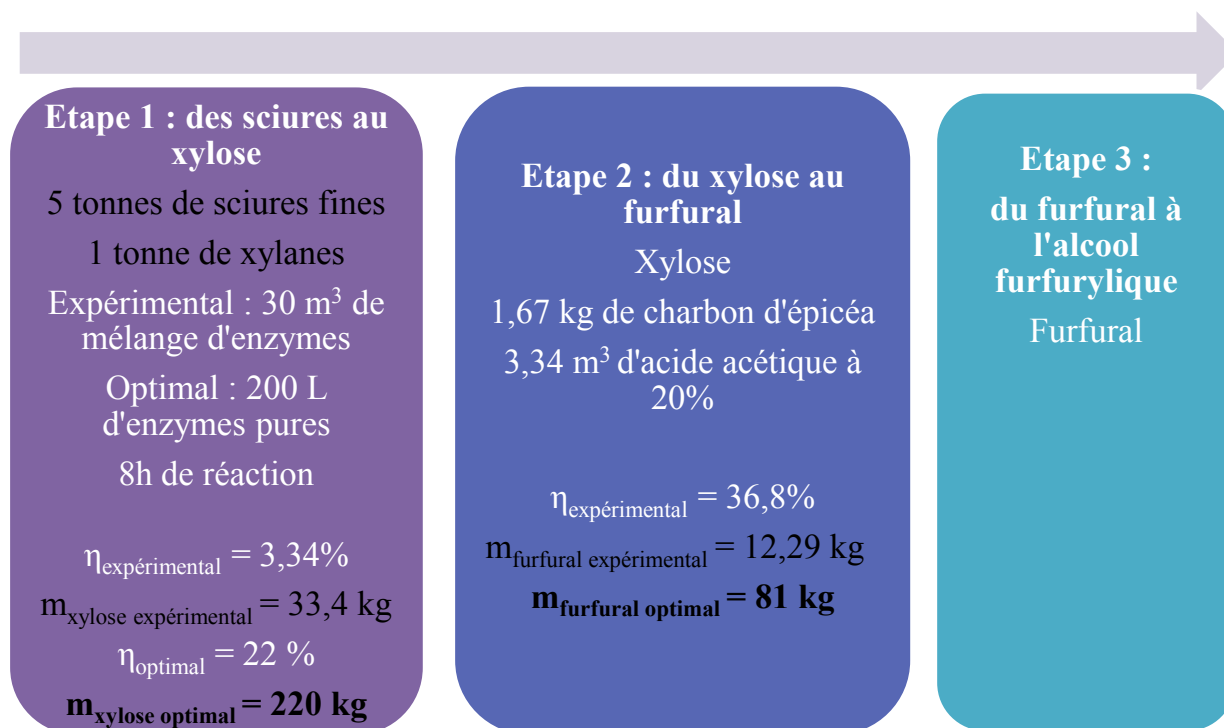 Etape 1 : des sciures au
xylose
5 tonnes de sciures fines
1 tonne de xylanes
Expérimental : 30 m³ de
mélange d'enzymes
Optimal : 200 L
d'enzymes pures
8h de réaction
ηexpérimental = 3,34%
mxylose expérimental = 33,4 kg
ηoptimal = 22 %
mxylose optimal = 220 kg
Etape 2 : du xylose au
furfural
Xylose
1,67 kg de charbon d'épicéa
3,34 m³ d'acide acétique à
20%
ηexpérimental = 36,8%
mfurfural expérimental = 12,29 kg
mfurfural optimal = 81 kg
Etape 3 :
du furfural à
l'alcool
furfurylique
Furfural